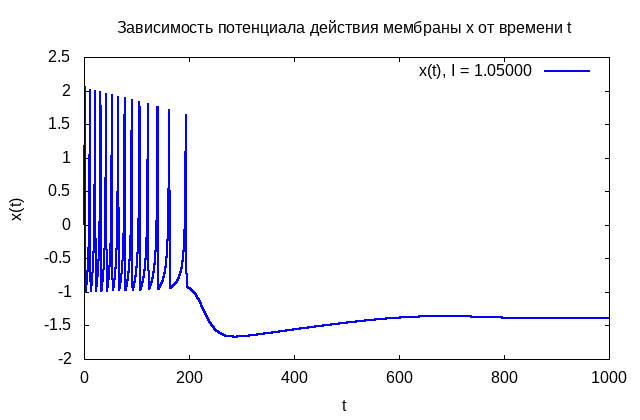 Зависимость потенциала действия мембраны x от времени t
x(t), I = 1.05000
2.5
2
1.5
1
0.5
0
-0.5
-1
-1.5
-2
x(t)
0 200 400 600 800 1000
t